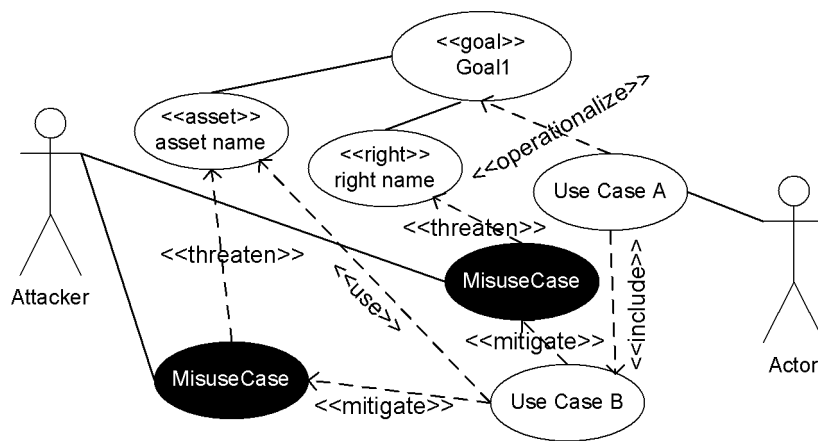 <<goal>>
Goal1
<<asset>>
asset name
<<operationalize>>
<<right>>
right name
Use Case A
<<threaten>>
<<threaten>>
Attacker
<<use>>
MisuseCase
<<include>>
<<mitigate>>
Actor
MisuseCase
<<mitigate>>
Use Case B